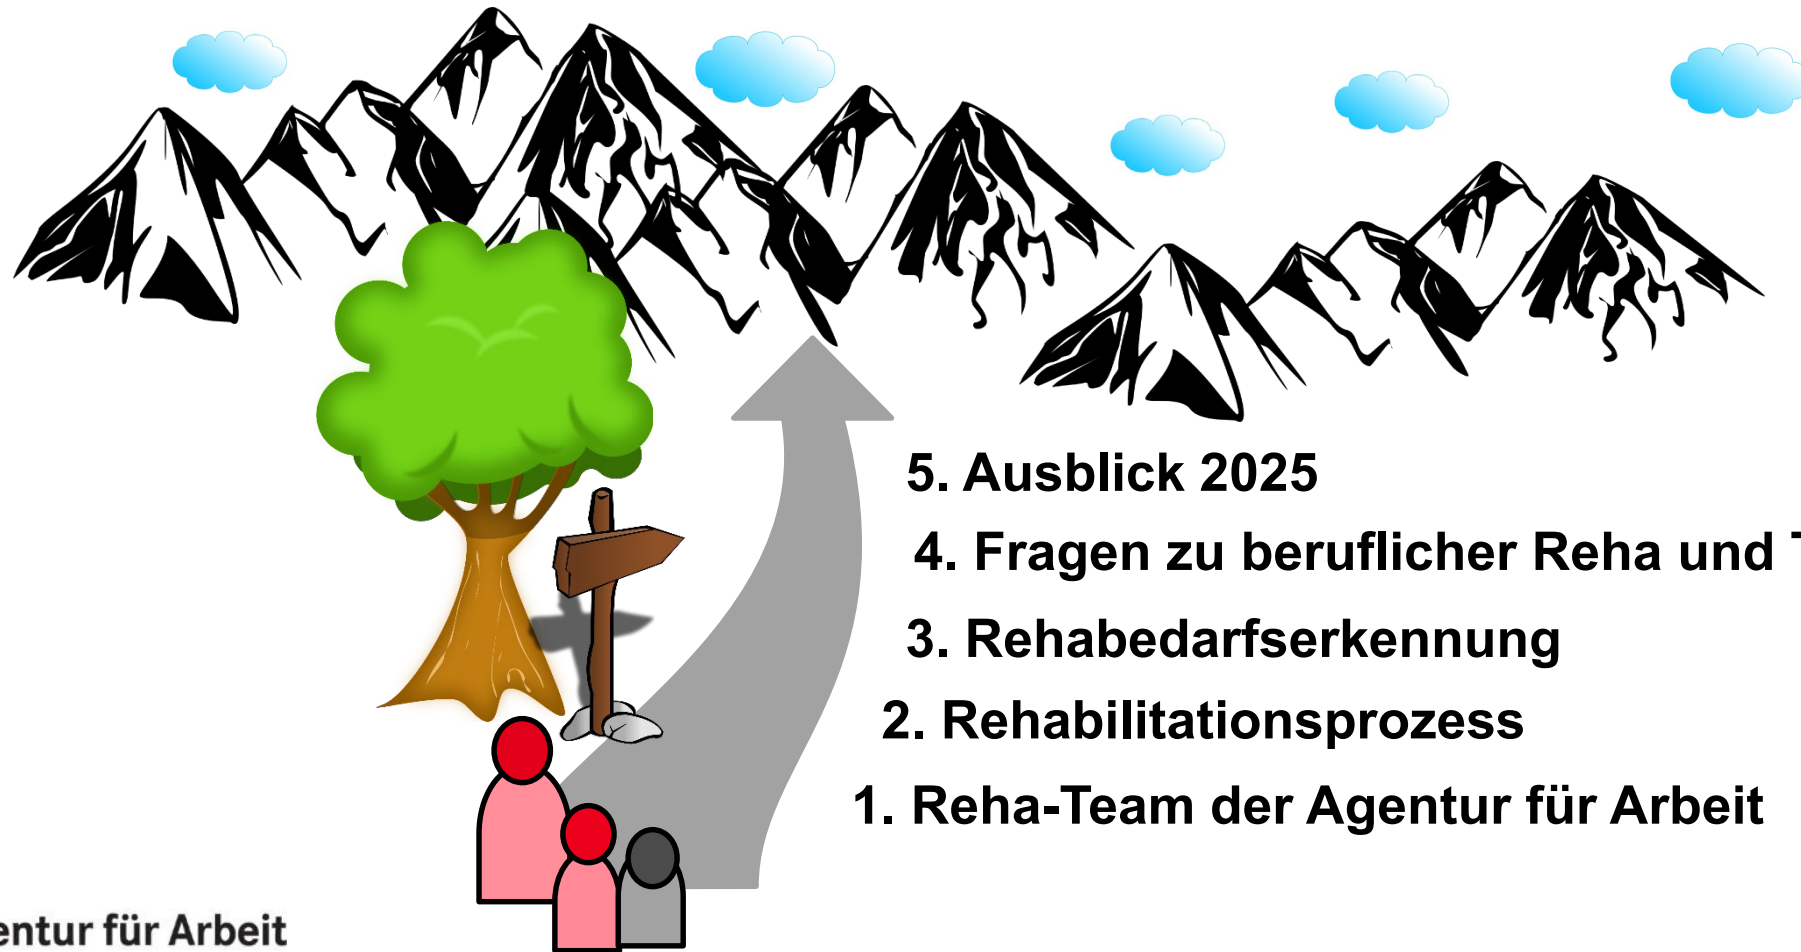 5. Ausblick 2025
4. Fragen zu beruflicher Reha und
3. Rehabedarfserkennung
2. Rehabilitationsprozess
1. Reha-Team der Agentur für Arbeit
entur für Arbeit